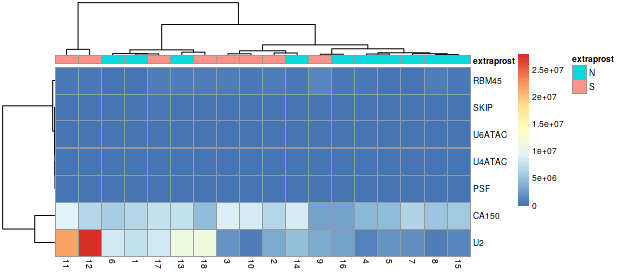 extraprost
extraprost
N
S
2.5e+07
2e+07
1.5e+07
1e+07
5e+06
0
RBM45
SKIP
U6ATAC
U4ATAC
PSF
CA150
U2
11 12 6 1 17 13 18 3 10 2 14 9 16 4 5 7 8 15